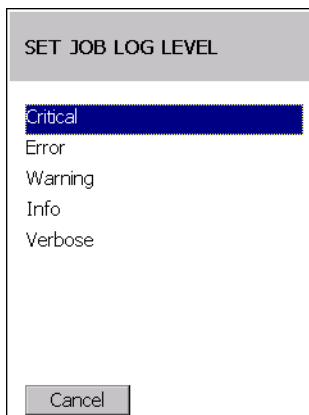 SET JOB LOG LEVEL
Critical
Error
Warning
Info
Verbose
Cancel